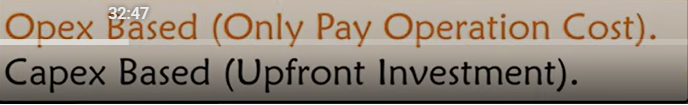 32:47
Opex Based (Only Pay Operation Cost).
Capex Based (Upfront Investment).